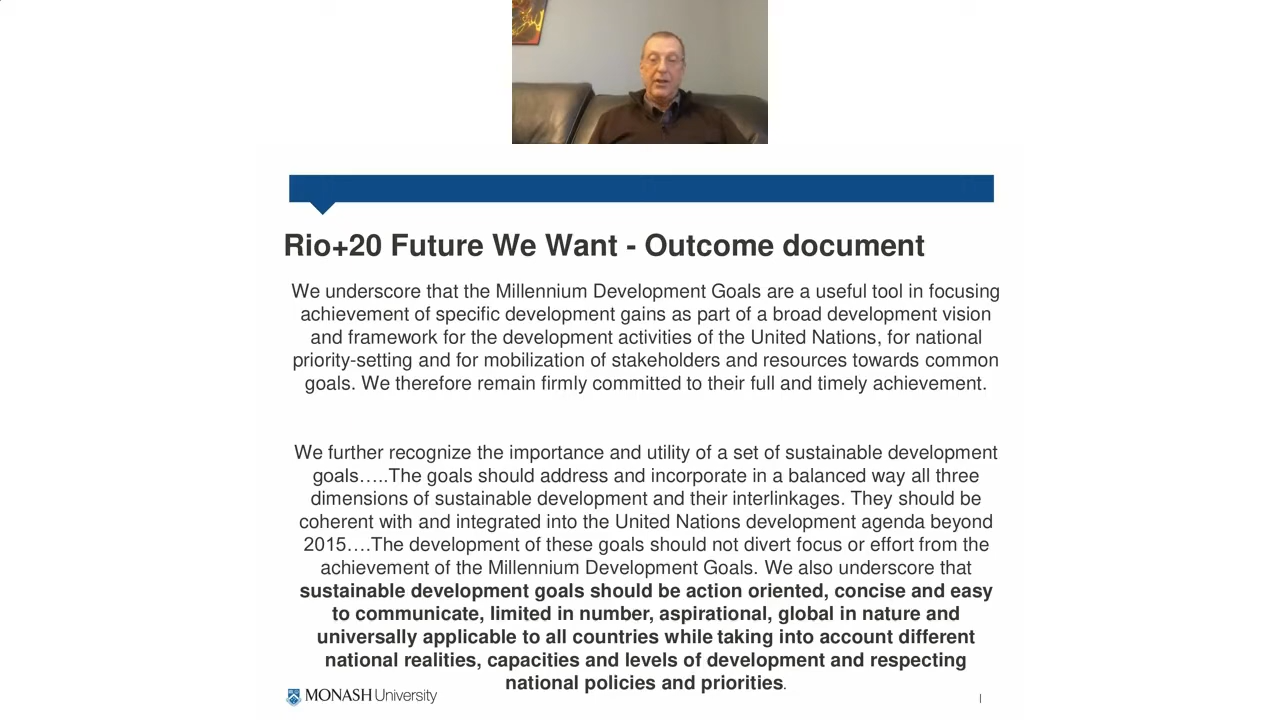 Rio+20 Future We Want - Outcome document
We underscore that the Millennium Development Goals are a useful tool in focusing
achievement of specific development gains as part of a broad development vision
and framework for the development activities of the United Nations, for national
priority-setting and for mobilization of stakeholders and resources towards common
goals. We therefore remain firmly committed to their full and timely achievement.
We further recognize the importance and utility of a set of sustainable development
goals…..The goals should address and incorporate in a balanced way all three
dimensions of sustainable development and their interlinkages. They should be
coherent with and integrated into the United Nations development agenda beyond
2015….The development of these goals should not divert focus or effort from the
achievement of the Millennium Development Goals. We also underscore that
sustainable development goals should be action oriented, concise and easy
to communicate, limited in number, aspirational, global in nature and
universally applicable to all countries while taking into account different
national realities, capacities and levels of development and respecting
national policies and priorities.
MONASH University